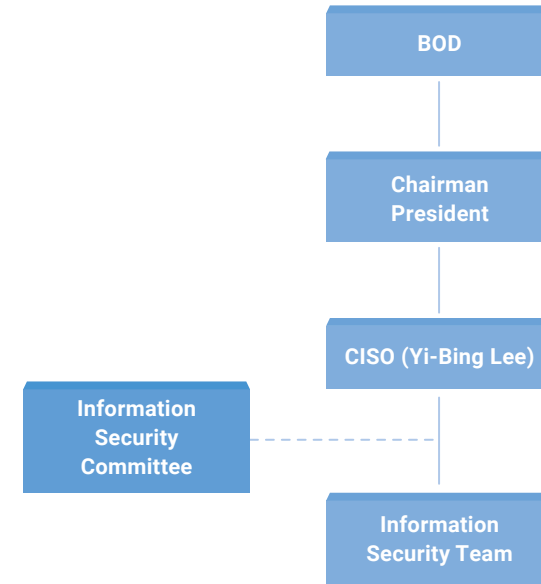 BOD
Chairman
President
CISO (Yi-Bing Lee)
Information
Security
Committee
Information
Security Team